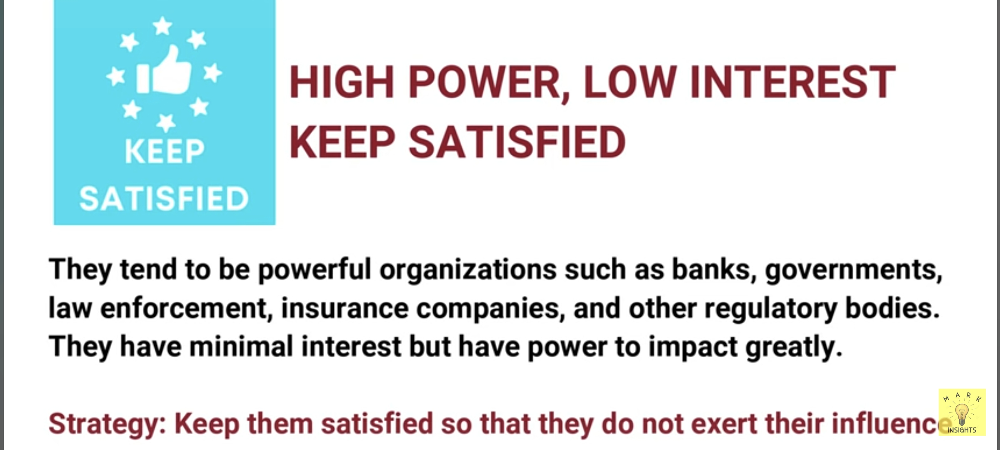 KEEP
SATISFIED
HIGH POWER, LOW INTEREST
KEEP SATISFIED
They tend to be powerful organizations such as banks, governments,
law enforcement, insurance companies, and other regulatory bodies.
They have minimal interest but have power to impact greatly.
Strategy: Keep them satisfied so that they do not exert their influence
MARK
INSIGHTS